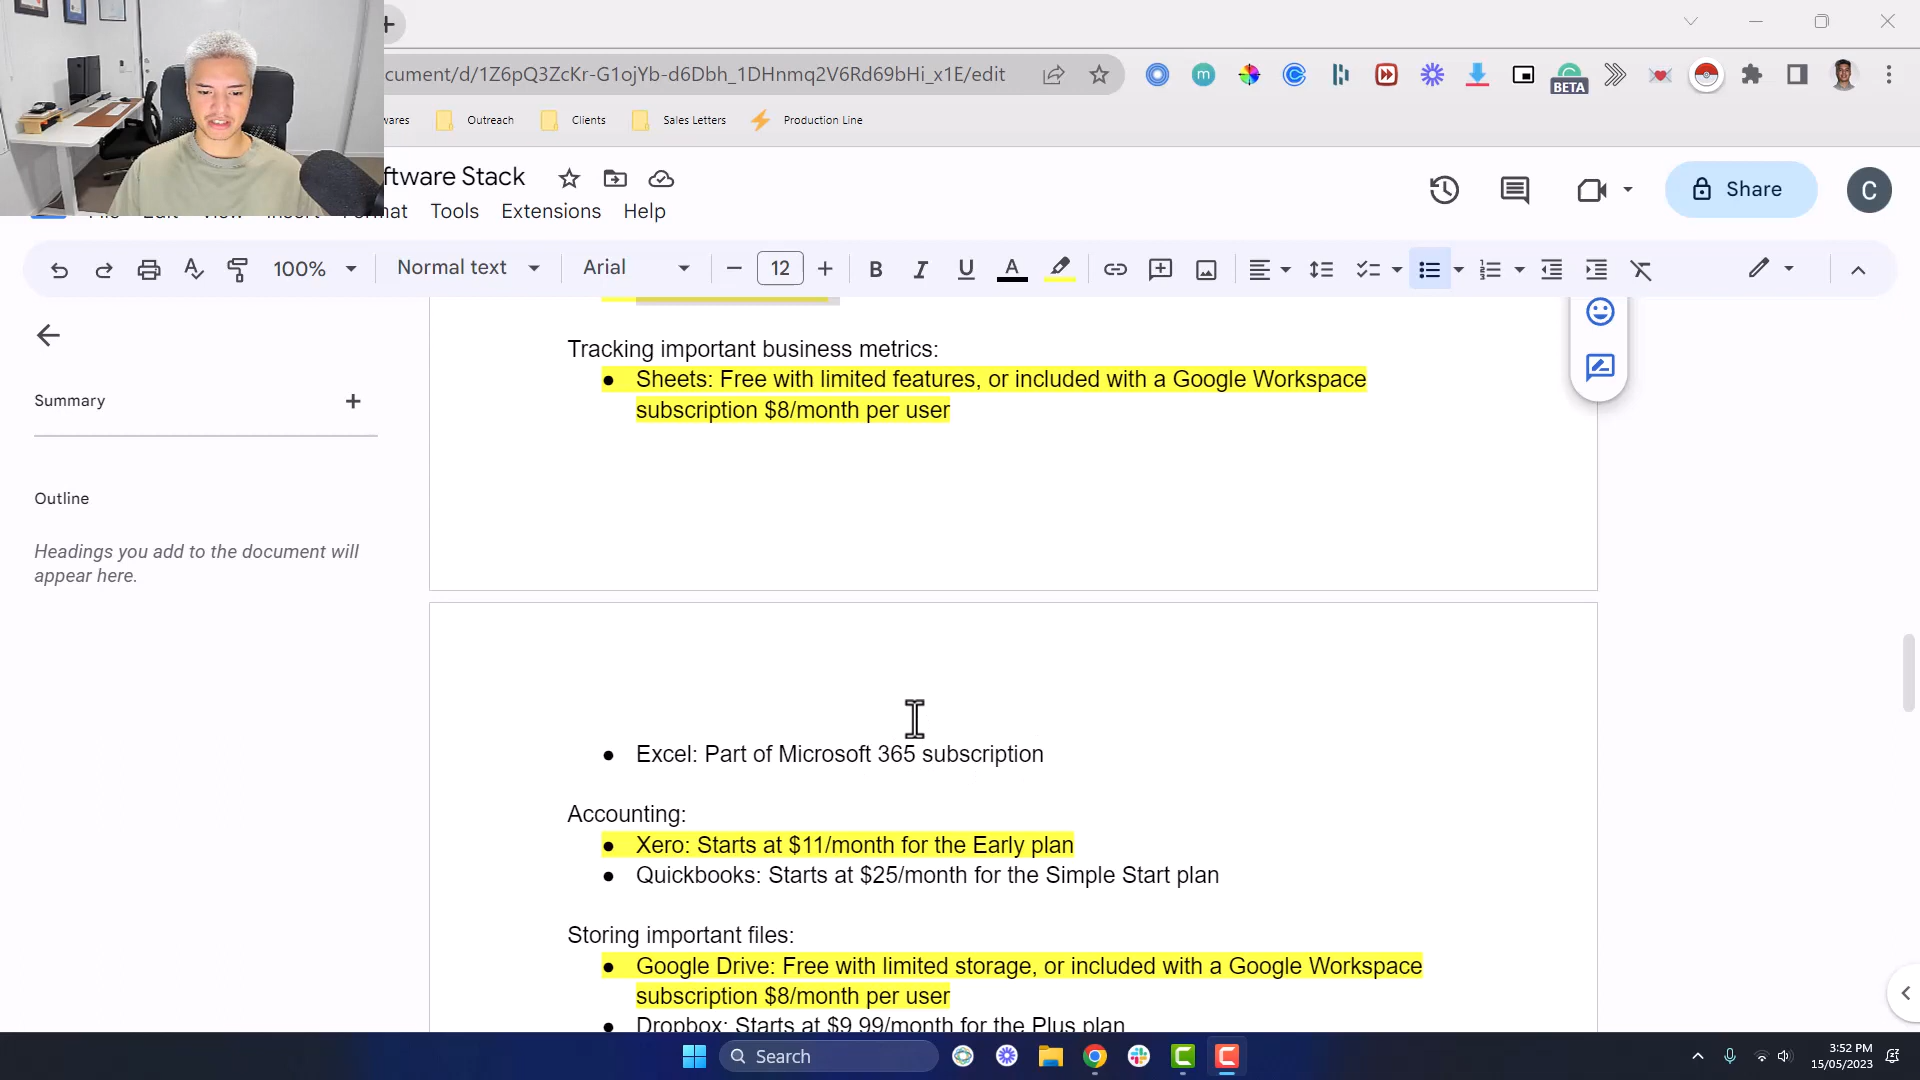 cument/d/1Z6pQ3ZcKr-G1ojYb-d6Dbh_1DHnmq2V6Rd69bHi_x1E/edit
BETA
wares
Outreach
Clients
Sales Letters
Production Line
ftware Stack
Share
C
Format
Tools
Extensions
Help
100%
Normal text
Arial
12
Tracking important business metrics:
● Sheets: Free with limited features, or included with a Google Workspace
subscription $8/month per user
Summary
Outline
Headings you add to the document will
appear here.
● Excel: Part of Microsoft 365 subscription
Accounting:
● Xero: Starts at $11/month for the Early plan
● Quickbooks: Starts at $25/month for the Simple Start plan
Storing important files:
● Google Drive: Free with limited storage, or included with a Google Workspace
subscription $8/month per user
● Dropbox: Starts at $9.99/month for the Plus plan
Search
3:52 PM
15/05/2023